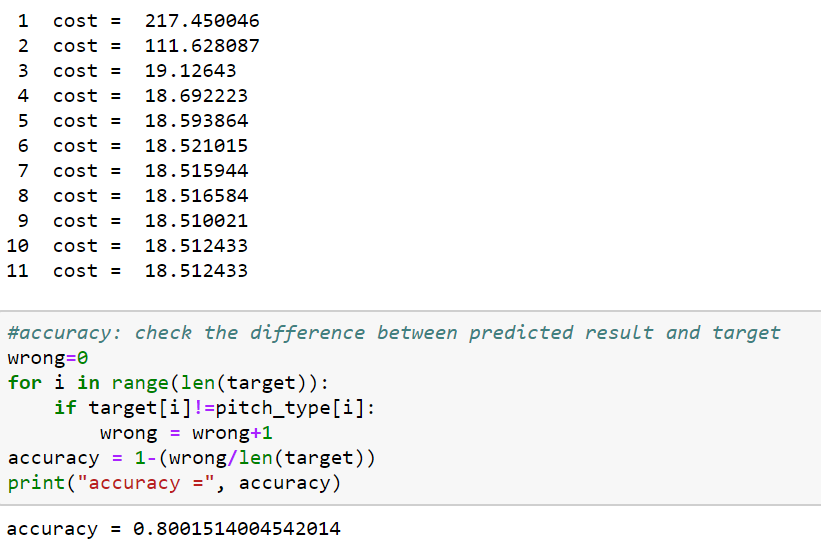 1 cost = 217.450046
2 cost = 111.628087
3 cost = 19.12643
4 cost = 18.692223
5 cost = 18.593864
6 cost = 18.521015
7 cost = 18.515944
8 cost = 18.516584
9 cost = 18.510021
10 cost = 18.512433
11 cost = 18.512433
#accuracy: check the difference between predicted result and target
wrong=0
for i in range(len(target)):
    if target[i]!=pitch_type[i]:
        wrong = wrong+1
accuracy = 1-(wrong/len(target))
print("accuracy =", accuracy)
accuracy = 0.8001514004542014